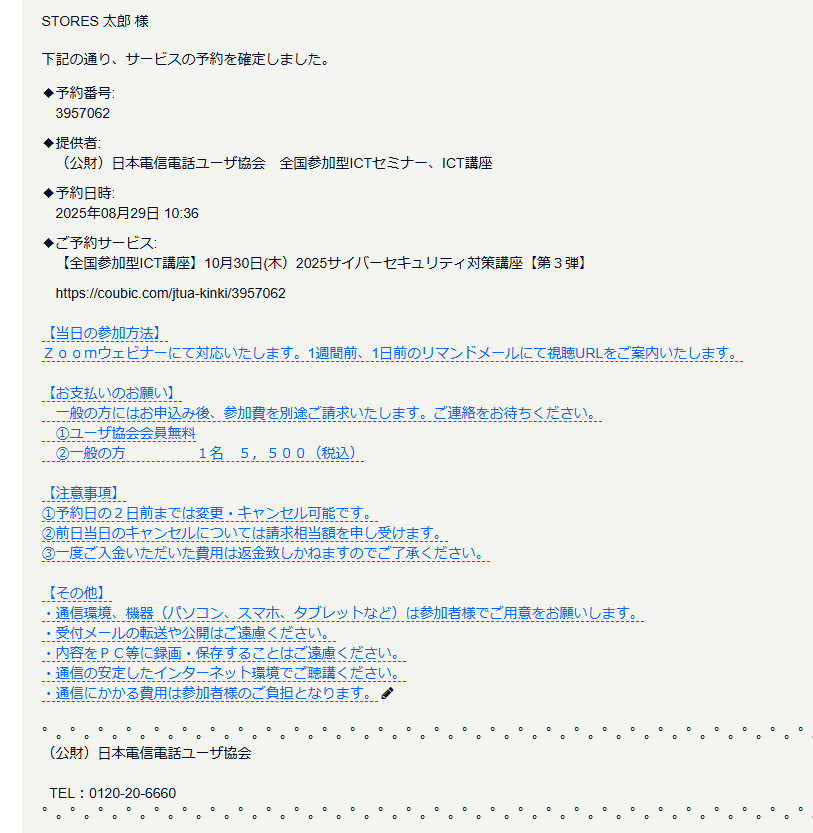 STORES 太郎 様
下記の通り、サービスの予約を確定しました。
◆予約番号:
3957062
◆提供者:
（公財）日本電信電話ユーザ協会　全国参加型ICTセミナー、ICT講座
◆予約日時:
2025年08月29日 10:36
◆ご予約サービス:
【全国参加型ICT講座】10月30日(木）2025サイバーセキュリティ対策講座【第３弾】
https://coubic.com/jtua-kinki/3957062
【当日の参加方法】
Ｚｏｏｍウェビナーにて対応いたします。1週間前、1日前のリマンドメールにて視聴URLをご案内いたします。
【お支払いのお願い】
一般の方にはお申込み後、参加費を別途ご請求いたします。ご連絡をお待ちください。
①ユーザ協会会員無料
②一般の方　　　　　１名　５，５００（税込）
【注意事項】
①予約日の２日前までは変更・キャンセル可能です。
②前日当日のキャンセルについては請求相当額を申し受けます。
③一度ご入金いただいた費用は返金致しかねますのでご了承ください。
【その他】
・通信環境、機器（パソコン、スマホ、タブレットなど）は参加者様でご用意をお願いします。
・受付メールの転送や公開はご遠慮ください。
・内容をＰＣ等に録画・保存することはご遠慮ください。
・通信の安定したインターネット環境でご聴講ください。
・通信にかかる費用は参加者様のご負担となります。
（公財）日本電信電話ユーザ協会
TEL：0120-20-6660